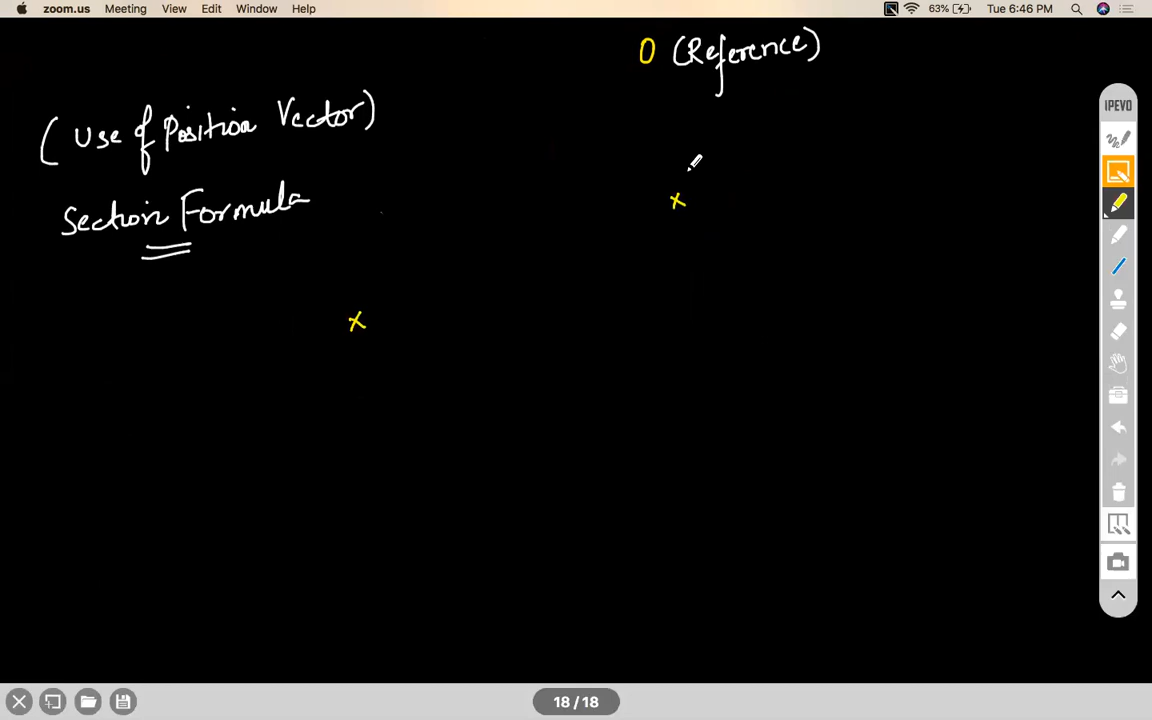 zoom.us Meeting View Edit Window Help 63% Tue 6:46 PM
O (Reference)
(Use of Position Vector)
Section Formula
x
x
IPEVO
18 / 18